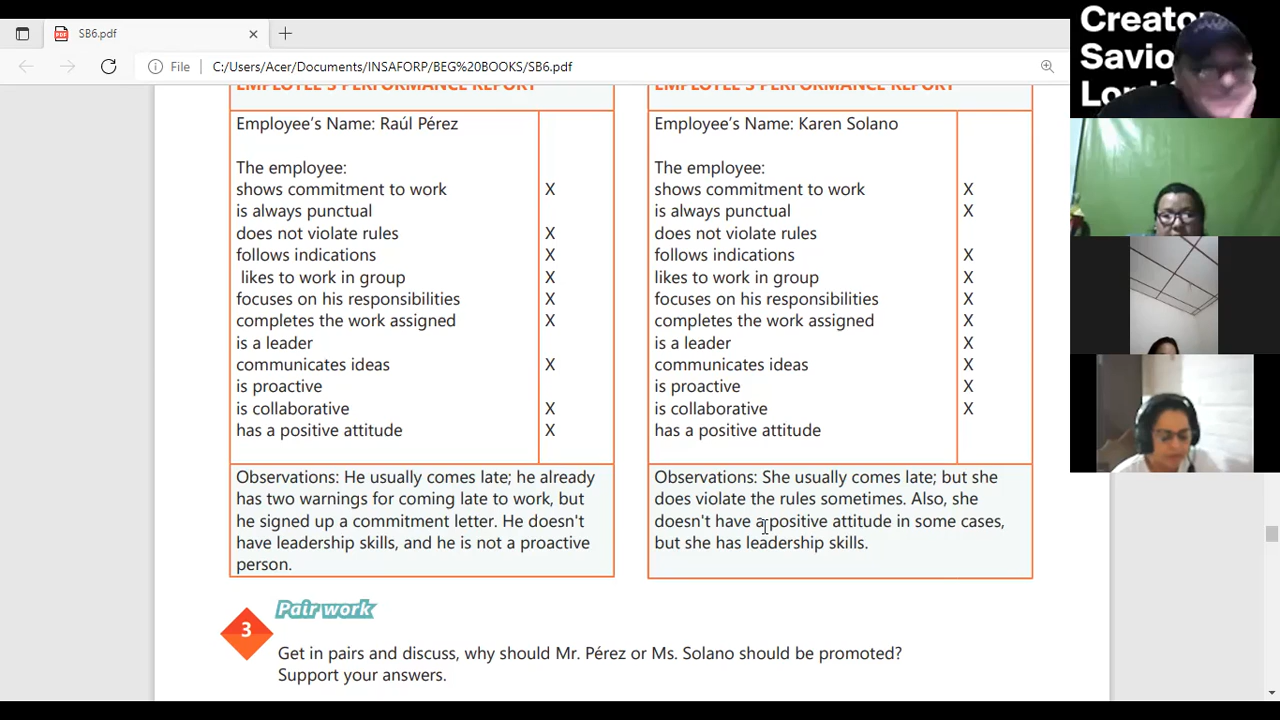 SB6.pdf
File
C:/Users/Acer/Documents/INSAFORP/BEG%20BOOKS/SB6.pdf
EMPLOYEE'S PERFORMANCE REPORT
Employee's Name: Raúl Pérez
The employee:
shows commitment to work X
is always punctual
does not violate rules X
follows indications X
likes to work in group X
focuses on his responsibilities X
completes the work assigned X
is a leader
communicates ideas X
is proactive
is collaborative X
has a positive attitude X
Observations: He usually comes late; he already
has two warnings for coming late to work, but
he signed up a commitment letter. He doesn't
have leadership skills, and he is not a proactive
person.
EMPLOYEE'S PERFORMANCE REPORT
Employee's Name: Karen Solano
The employee:
shows commitment to work X
is always punctual X
does not violate rules
follows indications X
likes to work in group X
focuses on his responsibilities X
completes the work assigned X
is a leader X
communicates ideas X
is proactive X
is collaborative X
has a positive attitude
Observations: She usually comes late; but she
does violate the rules sometimes. Also, she
doesn't have a positive attitude in some cases,
but she has leadership skills.
3
Pair work
Get in pairs and discuss, why should Mr. Pérez or Ms. Solano should be promoted?
Support your answers.